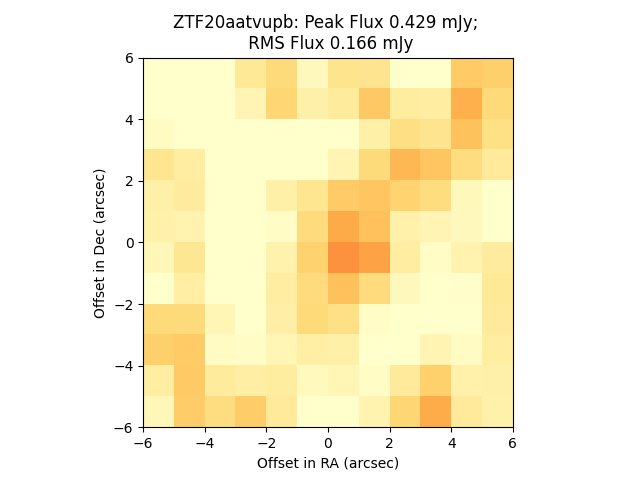 ZTF20aatvupb: Peak Flux 0.429 mJy;
RMS Flux 0.166 mJy
6
4
2
0
−2
−4
−6
Offset in Dec (arcsec)
−6 −4 −2 0 2 4 6
Offset in RA (arcsec)